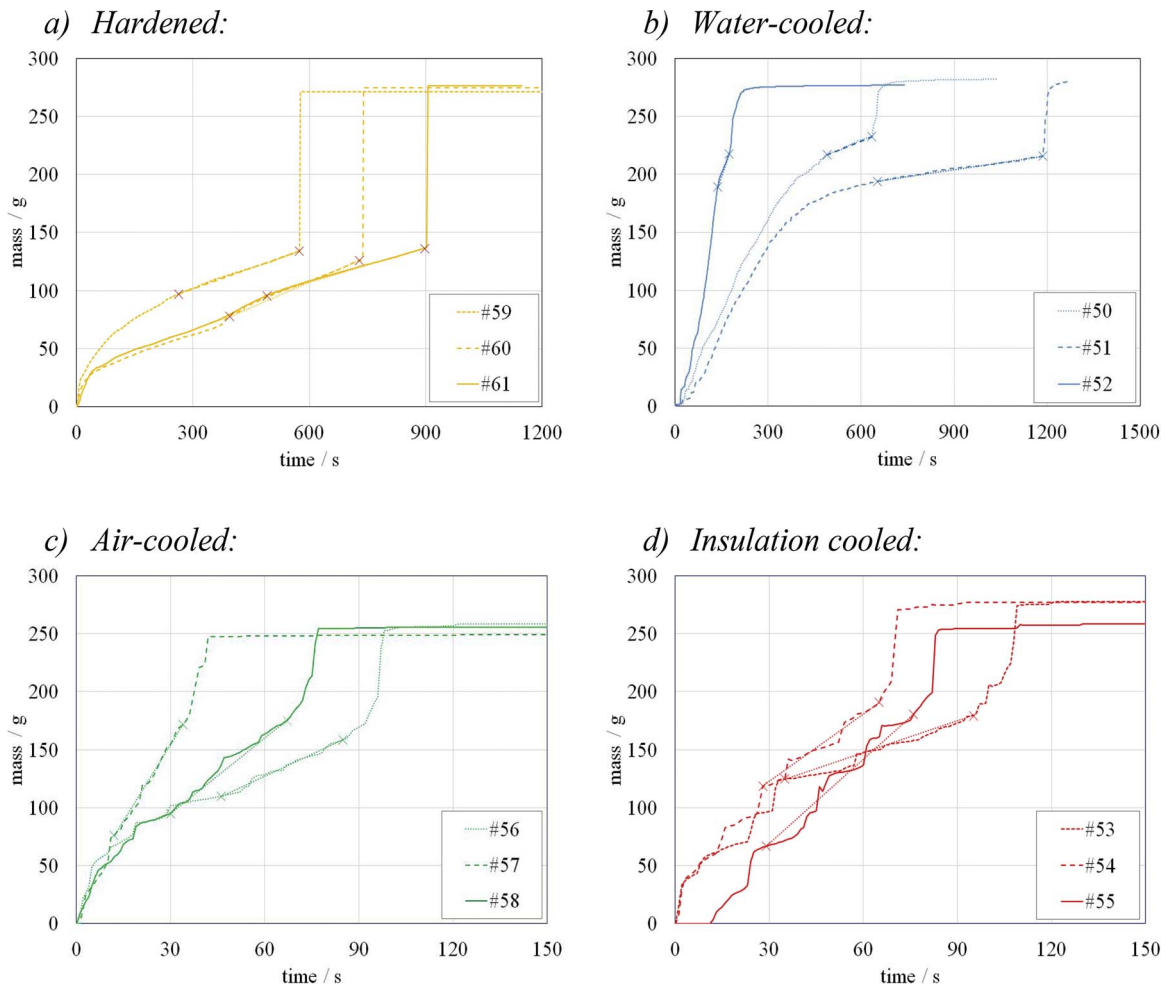 a) Hardened:
300
250
200
150
100
50
0
mass / g
0 300 600 900 1200
time / s
#59
#60
#61
b) Water-cooled:
300
250
200
150
100
50
0
mass / g
0 300 600 900 1200 1500
time / s
#50
#51
#52
c) Air-cooled:
300
250
200
150
100
50
0
mass / g
0 30 60 90 120 150
time / s
#56
#57
#58
d) Insulation cooled:
300
250
200
150
100
50
0
mass / g
0 30 60 90 120 150
time / s
#53
#54
#55